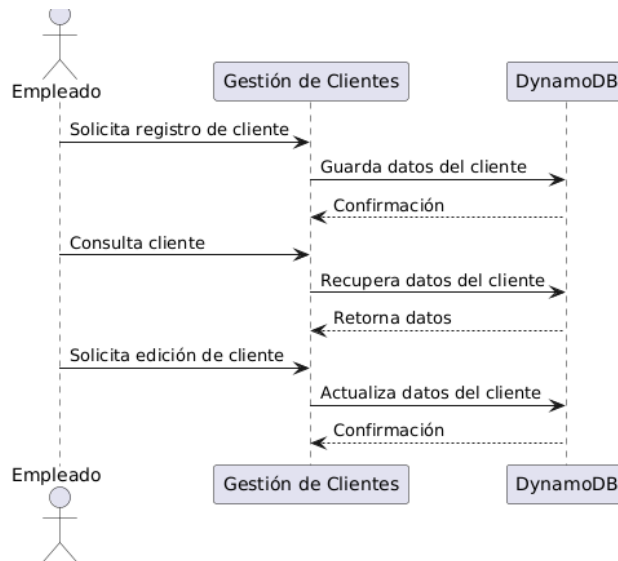 Empleado
Gestión de Clientes
DynamoDB
Solicita registro de cliente
Guarda datos del cliente
Confirmación
Consulta cliente
Recupera datos del cliente
Retorna datos
Solicita edición de cliente
Actualiza datos del cliente
Confirmación
Empleado
Gestión de Clientes
DynamoDB